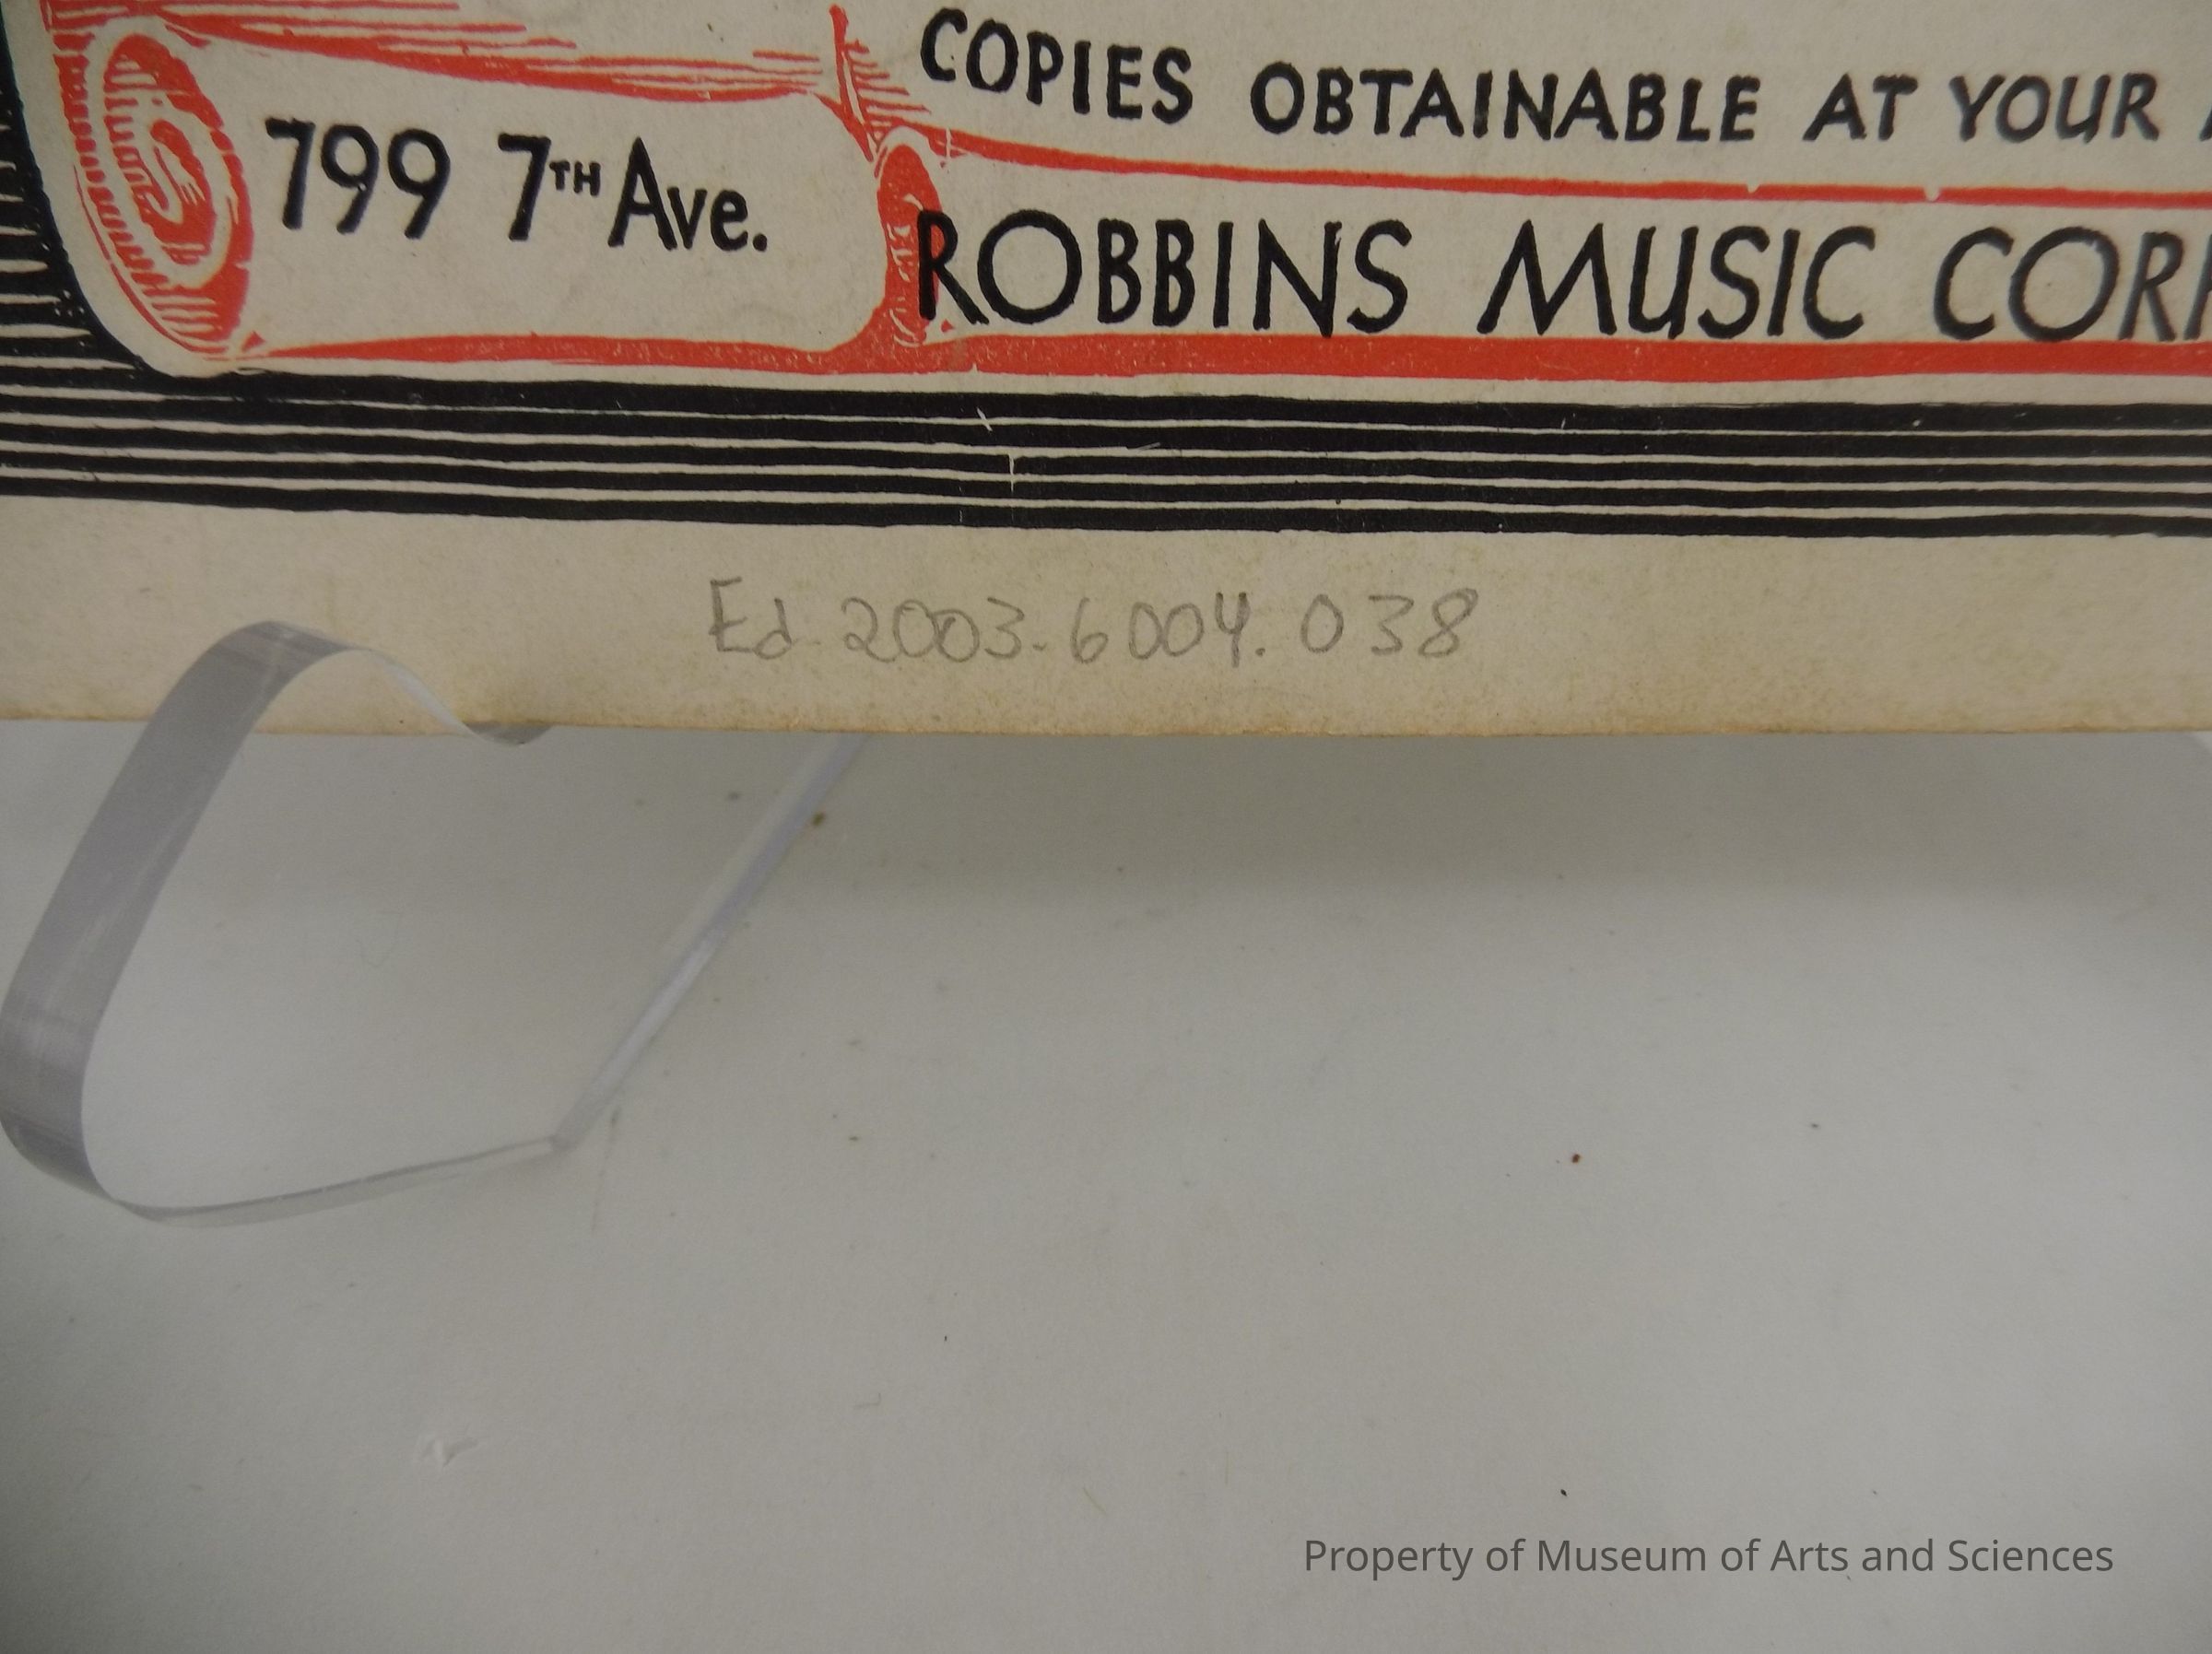 COPIES OBTAINABLE AT YOUR
799 7TH Ave.
ROBBINS MUSIC COR
Ed. 2003.6004.038
Property of Museum of Arts and Sciences